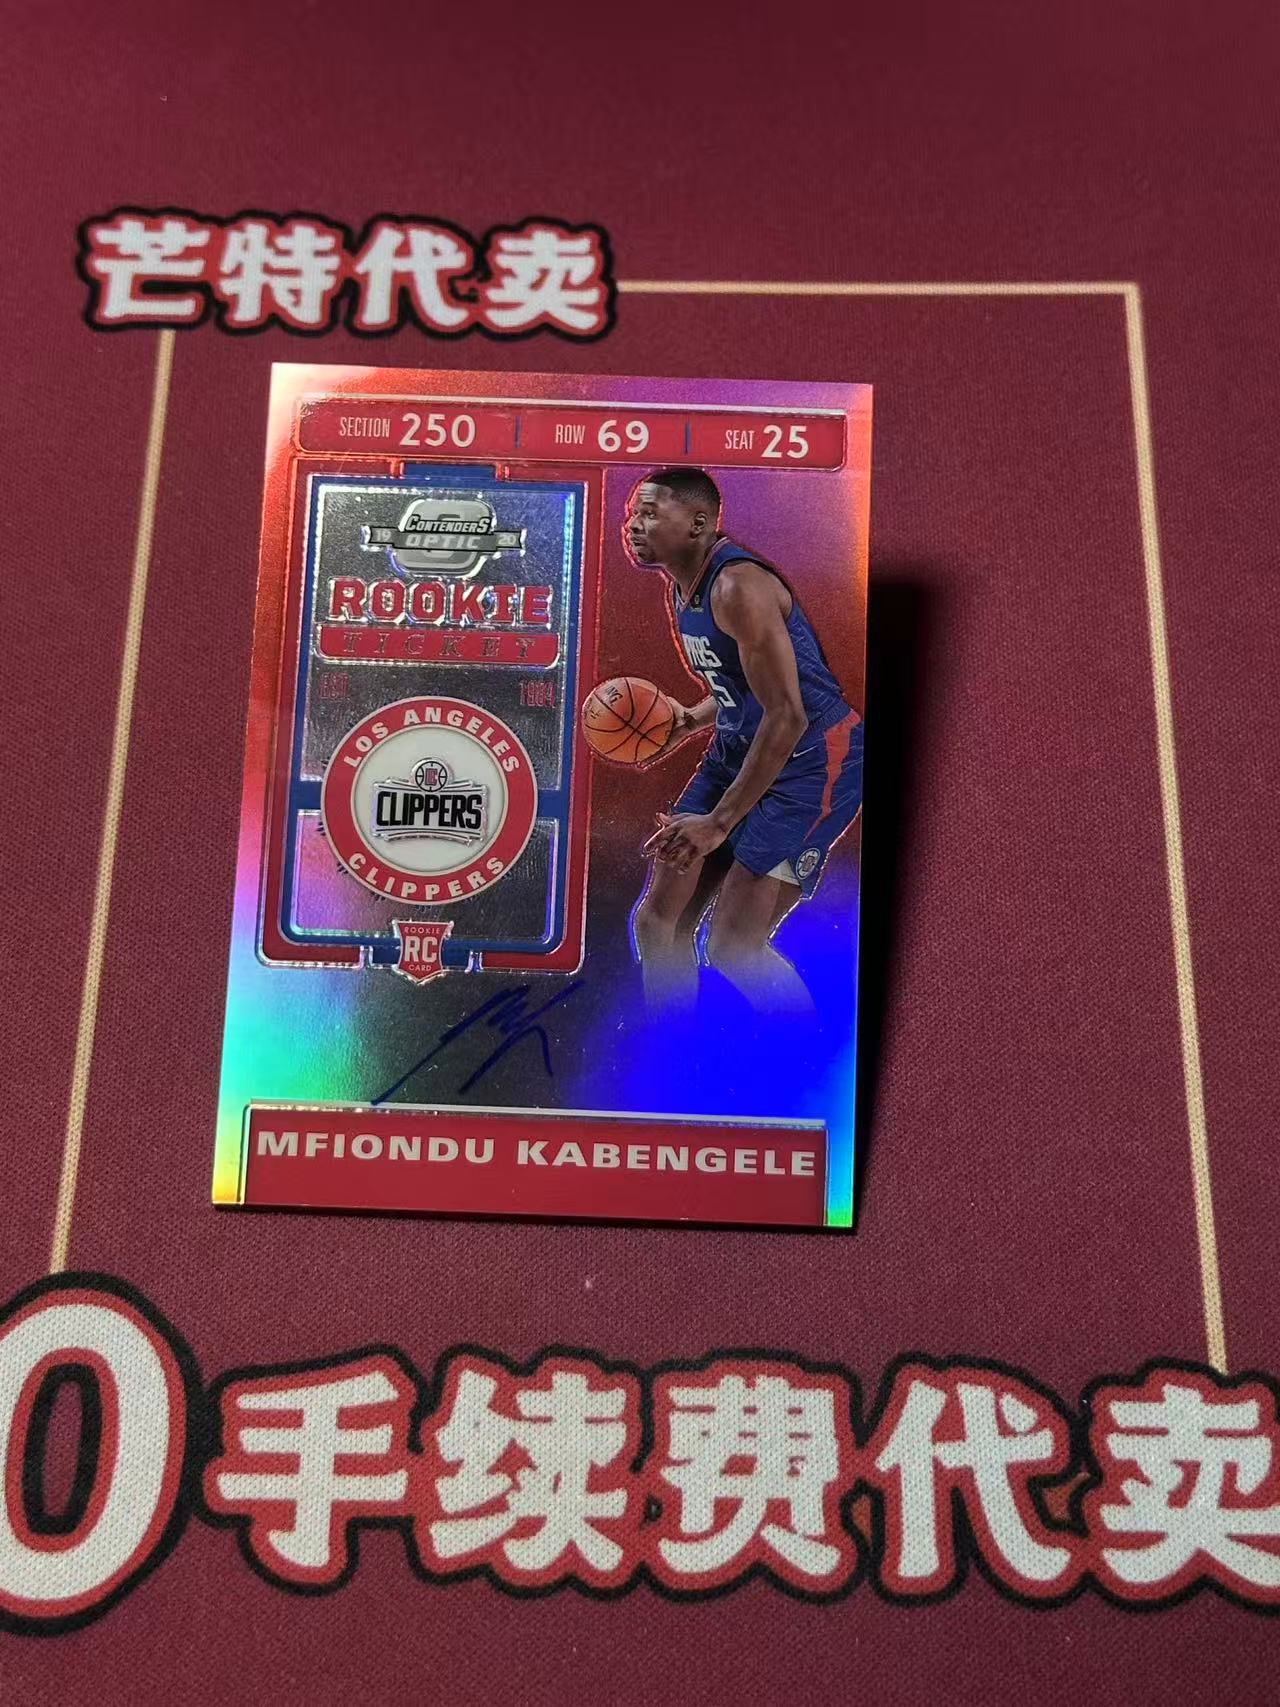 芒特代卖
SECTION 250 ROW 69 SEAT 25
CONTENDERS
19 OPTIC 20
ROOKIE
TICKET
EST 1984
LOS ANGELES
CLIPPERS
CLIPPERS
ROOKIE
RC
CARD
MFIONDU KABENGELE
0手续费代卖